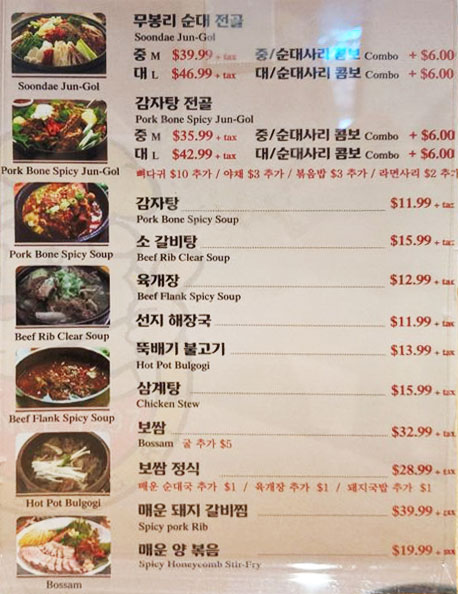 무봉리 순대 전골
Soondae Jun-Gol
중 M $39.99 + tax 중/순대사리 콤보 Combo + $6.00
대 L $46.99 + tax 대/순대사리 콤보 Combo + $6.00
Soondae Jun-Gol
감자탕 전골
Pork Bone Spicy Jun-Gol
중 M $35.99 + tax 중/순대사리 콤보 Combo + $6.00
대 L $42.99 + tax 대/순대사리 콤보 Combo + $6.00
뼈다귀 $10 추가 / 야채 $3 추가 / 볶음밥 $3 추가 / 라면사리 $2 추가
Pork Bone Spicy Jun-Gol
감자탕 $11.99 + tax
Pork Bone Spicy Soup
소 갈비탕 $15.99 + tax
Beef Rib Clear Soup
Pork Bone Spicy Soup
육개장 $12.99 + tax
Beef Flank Spicy Soup
선지 해장국 $11.99 + tax
Beef Rib Clear Soup
뚝배기 불고기 $13.99 + tax
Hot Pot Bulgogi
삼계탕 $15.99 + tax
Chicken Stew
Beef Flank Spicy Soup
보쌈 $32.99 + tax
Bossam 굴 추가 $5
보쌈 정식 $28.99 + tax
매운 순대국 추가 $1 / 육개장 추가 $1 / 돼지국밥 추가 $1
Hot Pot Bulgogi
매운 돼지 갈비찜 $39.99 + tax
Spicy pork Rib
매운 양 볶음 $19.99 + tax
Spicy Honeycomb Stir-Fry
Bossam